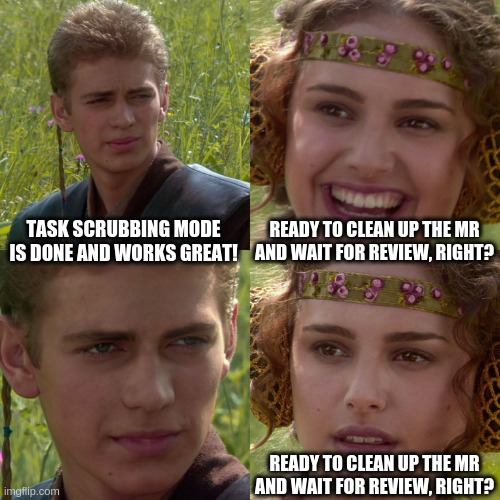 TASK SCRUBBING MODE
IS DONE AND WORKS GREAT!
READY TO CLEAN UP THE MR
AND WAIT FOR REVIEW, RIGHT?
READY TO CLEAN UP THE MR
AND WAIT FOR REVIEW, RIGHT?
imgflip.com